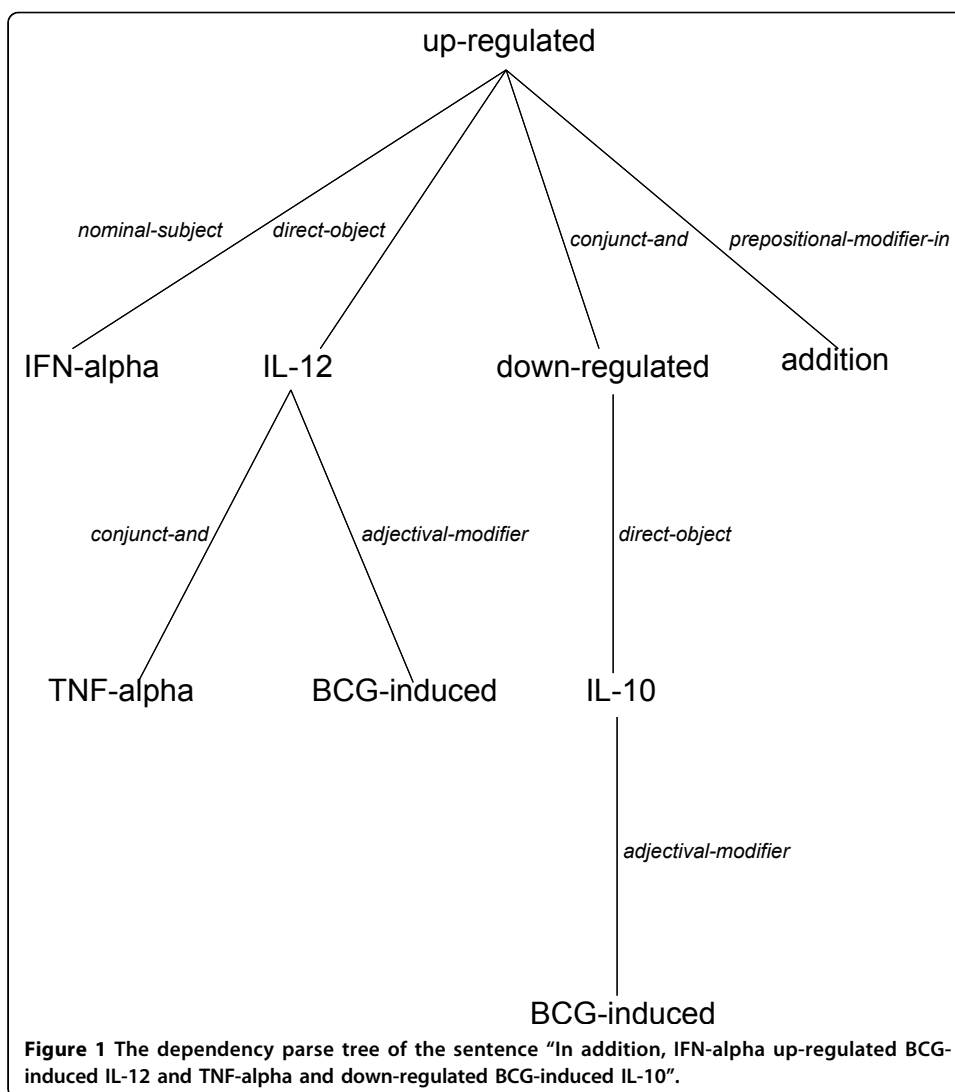 up-regulated
nominal-subject direct-object conjunct-and prepositional-modifier-in
IFN-alpha IL-12 down-regulated addition
conjunct-and adjectival-modifier direct-object
TNF-alpha BCG-induced IL-10
adjectival-modifier
BCG-induced
Figure 1 The dependency parse tree of the sentence “In addition, IFN-alpha up-regulated BCG-
induced IL-12 and TNF-alpha and down-regulated BCG-induced IL-10”.